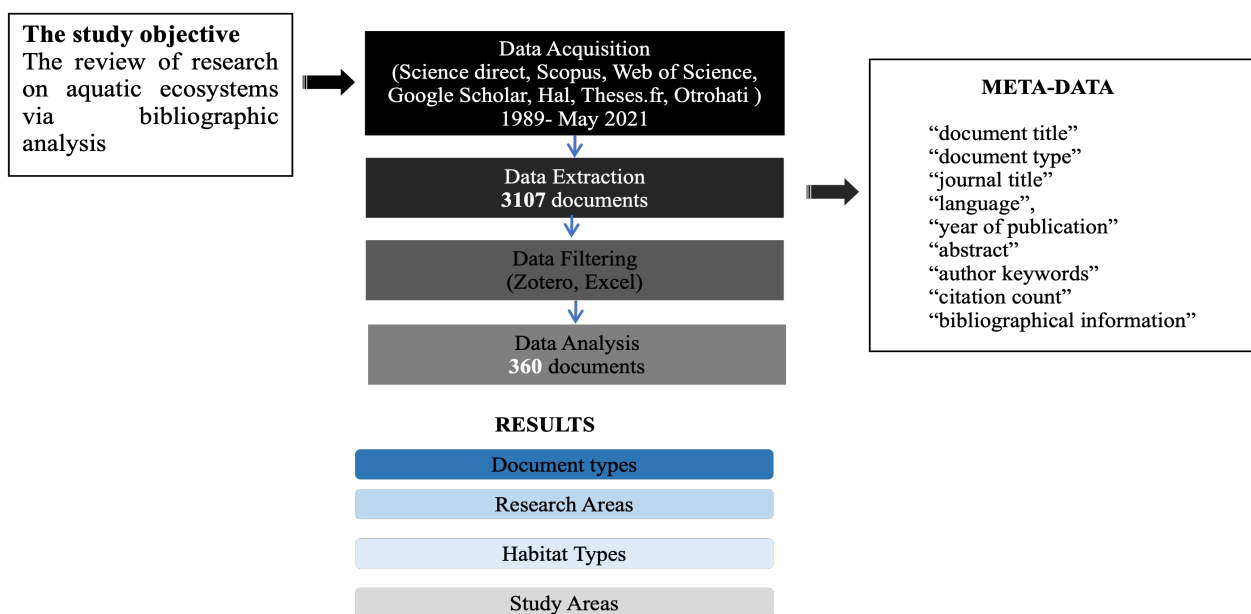 The study objective
The review of research
on aquatic ecosystems
via bibliographic
analysis
Data Acquisition
(Science direct, Scopus, Web of Science,
Google Scholar, Hal, Theses.fr, Otrohati )
1989- May 2021
Data Extraction
3107 documents
Data Filtering
(Zotero, Excel)
Data Analysis
360 documents
META-DATA
“document title”
“document type”
“journal title”
“language”,
“year of publication”
“abstract”
“author keywords”
“citation count”
“bibliographical information”
RESULTS
Document types
Research Areas
Habitat Types
Study Areas